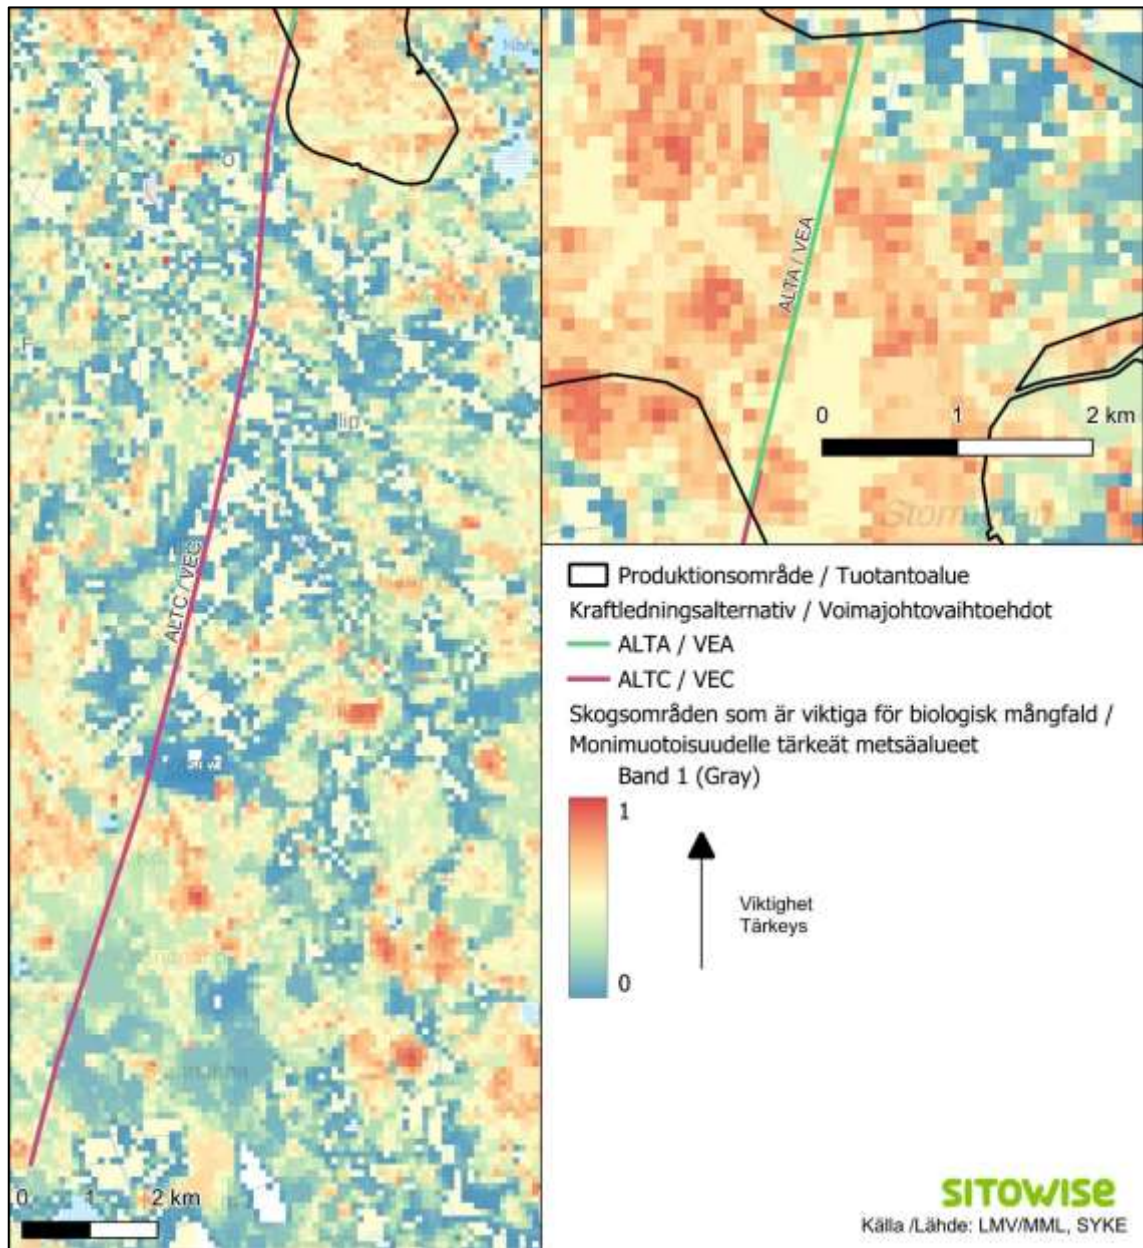 ALTC / VEC
0 1 2 km
ALTA / VEA
0 1 2 km
Produktionsområde / Tuotantoalue
Kraftledningsalternativ / Voimajohtovaihtoehdot
ALTA / VEA
ALTC / VEC
Skogsområden som är viktiga för biologisk mångfald /
Monimuotoisuudelle tärkeät metsäalueet
Band 1 (Gray)
1
Viktighet
Tärkeys
0
SITOWISE
Källa /Lähde: LMV/MML, SYKE